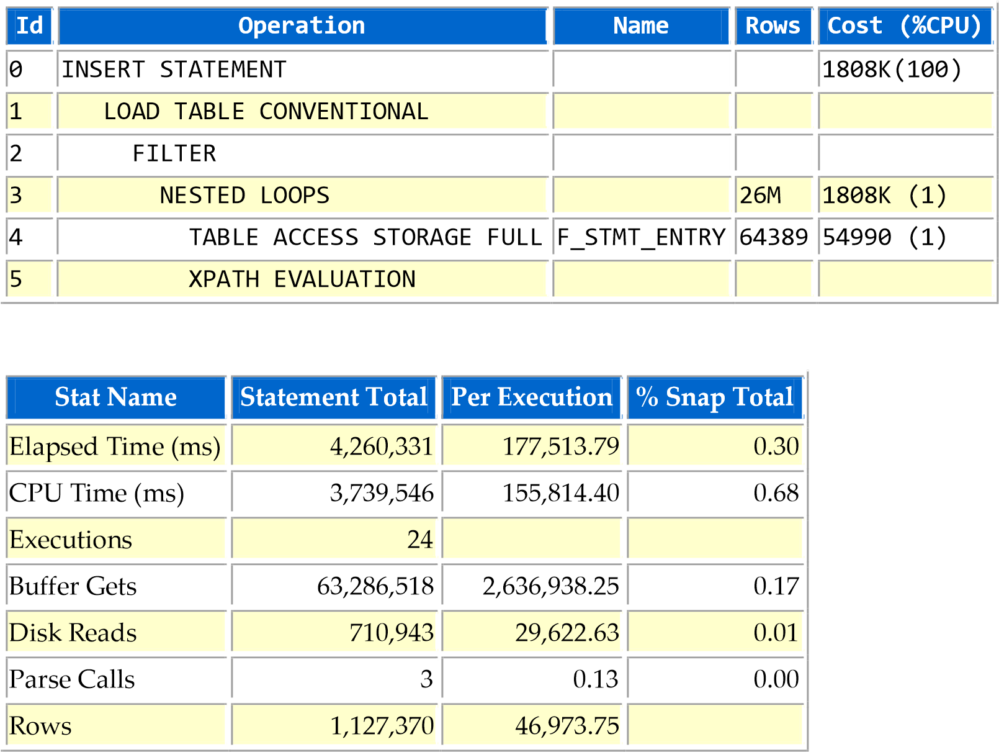 Id Operation Name Rows Cost (%CPU)
0 INSERT STATEMENT 1808K(100)
1 LOAD TABLE CONVENTIONAL
2 FILTER
3 NESTED LOOPS 26M 1808K (1)
4 TABLE ACCESS STORAGE FULL F_STMT_ENTRY 64389 54990 (1)
5 XPATH EVALUATION
Stat Name Statement Total Per Execution % Snap Total
Elapsed Time (ms) 4,260,331 177,513.79 0.30
CPU Time (ms) 3,739,546 155,814.40 0.68
Executions 24
Buffer Gets 63,286,518 2,636,938.25 0.17
Disk Reads 710,943 29,622.63 0.01
Parse Calls 3 0.13 0.00
Rows 1,127,370 46,973.75